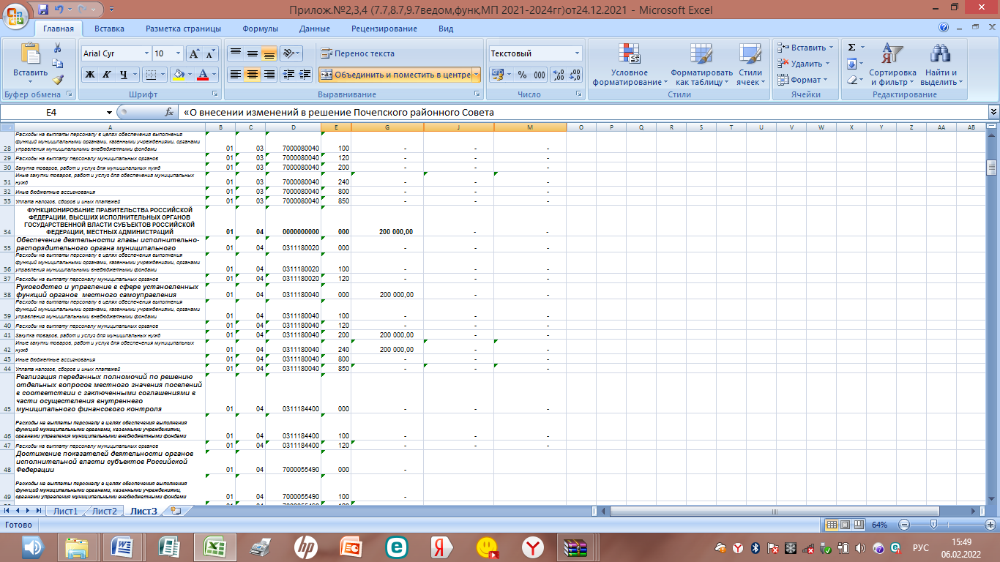 Прилож.№2,3,4 (7.7,8.7,9.7ведом,функ,МП 2021-2024гг)от24.12.2021 - Microsoft Excel
Главная Вставка Разметка страницы Формулы Данные Рецензирование Вид
Вставить
Arial Cyr 10
Ж К Ч
Перенос текста
Объединить и поместить в центре
Текстовый
% 000
Условное форматирование
Форматировать как таблицу
Стили ячеек
Вставить
Удалить
Формат
Сортировка и фильтр
Найти и выделить
Буфер обмена Шрифт Выравнивание Число Стили Ячейки Редактирование
E4 fx «О внесении изменений в решение Почепского районного Совета
A B C D E G J M O P Q R S T U V W X Y Z AA AB
28 Расходы на выплаты персоналу в целях обеспечения выполнения
функций муниципальными органами, казенными учреждениями, органами
управления муниципальными внебюджетными фондами 01 03 7000080040 100 - - -
29 Расходы на выплату персоналу муниципальных органов 01 03 7000080040 120 - - -
30 Закупка товаров, работ и услуг для муниципальных нужд 01 03 7000080040 200 - - -
31 Иные закупки товаров, работ и услуг для обеспечения муниципальных
нужд 01 03 7000080040 240 - - -
32 Иные бюджетные ассигнования 01 03 7000080040 800 - - -
33 Уплата налогов, сборов и иных платежей 01 03 7000080040 850 - - -
34 ФУНКЦИОНИРОВАНИЕ ПРАВИТЕЛЬСТВА РОССИЙСКОЙ
ФЕДЕРАЦИИ, ВЫСШИХ ИСПОЛНИТЕЛЬНЫХ ОРГАНОВ
ГОСУДАРСТВЕННОЙ ВЛАСТИ СУБЪЕКТОВ РОССИЙСКОЙ
ФЕДЕРАЦИИ, МЕСТНЫХ АДМИНИСТРАЦИЙ 01 04 0000000000 000 200 000,00 - -
35 Обеспечение деятельности главы исполнительно-
распорядительного органа муниципального 01 04 0311180020 000 - - -
36 Расходы на выплаты персоналу в целях обеспечения выполнения
функций муниципальными органами, казенными учреждениями, органами
управления муниципальными внебюджетными фондами 01 04 0311180020 100 - - -
37 Расходы на выплату персоналу муниципальных органов 01 04 0311180020 120 - - -
38 Руководство и управление в сфере установленных
функций органов местного самоуправления 01 04 0311180040 000 200 000,00 - -
39 Расходы на выплаты персоналу в целях обеспечения выполнения
функций муниципальными органами, казенными учреждениями, органами
управления муниципальными внебюджетными фондами 01 04 0311180040 100 - - -
40 Расходы на выплату персоналу муниципальных органов 01 04 0311180040 120 - - -
41 Закупка товаров, работ и услуг для муниципальных нужд 01 04 0311180040 200 200 000,00 - -
42 Иные закупки товаров, работ и услуг для обеспечения муниципальных
нужд 01 04 0311180040 240 200 000,00 - -
43 Иные бюджетные ассигнования 01 04 0311180040 800 - - -
44 Уплата налогов, сборов и иных платежей 01 04 0311180040 850 - - -
45 Реализация переданных полномочий по решению
отдельных вопросов местного значения поселений
в соответствии с заключенными соглашениями в
части осуществления внутреннего
муниципального финансового контроля 01 04 0311184400 000 - - -
46 Расходы на выплаты персоналу в целях обеспечения выполнения
функций муниципальными органами, казенными учреждениями,
органами управления муниципальными внебюджетными фондами 01 04 0311184400 100 - - -
47 Расходы на выплату персоналу муниципальных органов 01 04 0311184400 120 - - -
48 Достижение показателей деятельности органов
исполнительной власти субъектов Российской
Федерации 01 04 7000055490 000 -
49 Расходы на выплаты персоналу в целях обеспечения выполнения
функций муниципальными органами, казенными учреждениями,
органами управления муниципальными внебюджетными фондами 01 04 7000055490 100 -
Лист1 Лист2 Лист3
Готово 64%
РУС 15:49
06.02.2022